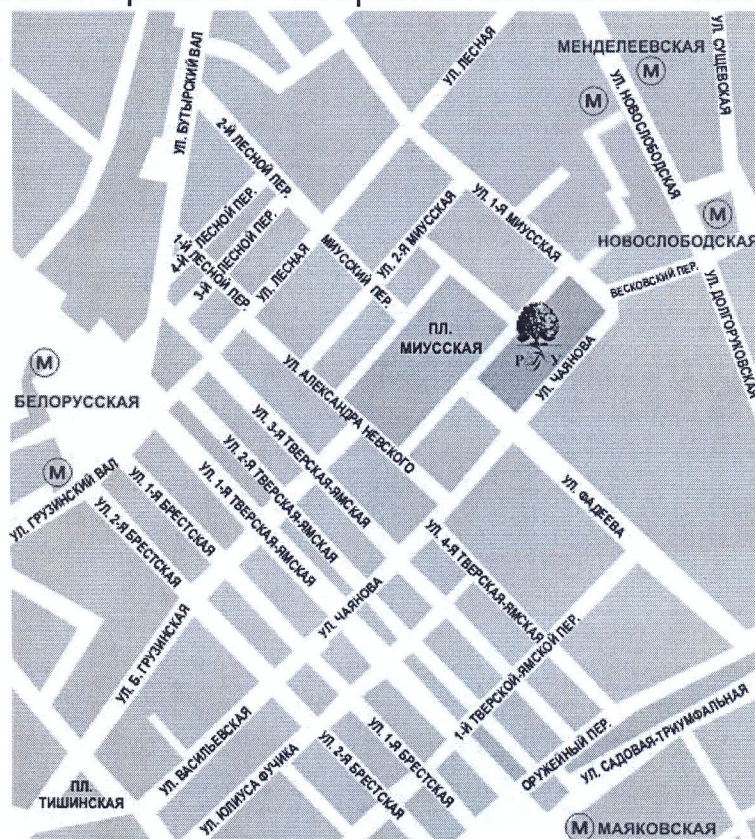 УЛ. ЛЕСНАЯ
МЕНДЕЛЕЕВСКАЯ
М
М
УЛ. СУЩЕВСКАЯ
УЛ. БУТЫРСКИЙ ВАЛ
УЛ. НОВОСЛОБОДСКАЯ
2-Й ЛЕСНОЙ ПЕР.
УЛ. 1-Я МИУССКАЯ
М
НОВОСЛОБОДСКАЯ
4-Й ЛЕСНОЙ ПЕР.
3-Й ЛЕСНОЙ ПЕР.
1-Й ЛЕСНОЙ ПЕР.
УЛ. ЛЕСНАЯ
МИУССКИЙ ПЕР.
УЛ. 2-Я МИУССКАЯ
ВЕСКОВСКИЙ ПЕР.
УЛ. ДОЛГОРУКОВСКАЯ
ПЛ.
МИУССКАЯ
РГГУ
УЛ. ЧАЯНОВА
М
БЕЛОРУССКАЯ
М
УЛ. АЛЕКСАНДРА НЕВСКОГО
УЛ. 3-Я ТВЕРСКАЯ-ЯМСКАЯ
УЛ. 2-Я ТВЕРСКАЯ-ЯМСКАЯ
УЛ. 1-Я ТВЕРСКАЯ-ЯМСКАЯ
УЛ. ГРУЗИНСКИЙ ВАЛ
УЛ. 1-Я БРЕСТСКАЯ
УЛ. 2-Я БРЕСТСКАЯ
УЛ. ФАДЕЕВА
УЛ. 4-Я ТВЕРСКАЯ-ЯМСКАЯ
УЛ. ЧАЯНОВА
УЛ. Б. ГРУЗИНСКАЯ
1-Й ТВЕРСКОЙ-ЯМСКОЙ ПЕР.
УЛ. ВАСИЛЬЕВСКАЯ
УЛ. ЮЛИУСА ФУЧИКА
УЛ. 1-Я БРЕСТСКАЯ
УЛ. 2-Я БРЕСТСКАЯ
ОРУЖЕЙНЫЙ ПЕР.
УЛ. САДОВАЯ-ТРИУМФАЛЬНАЯ
ПЛ.
ТИШИНСКАЯ
М МАЯКОВСКАЯ